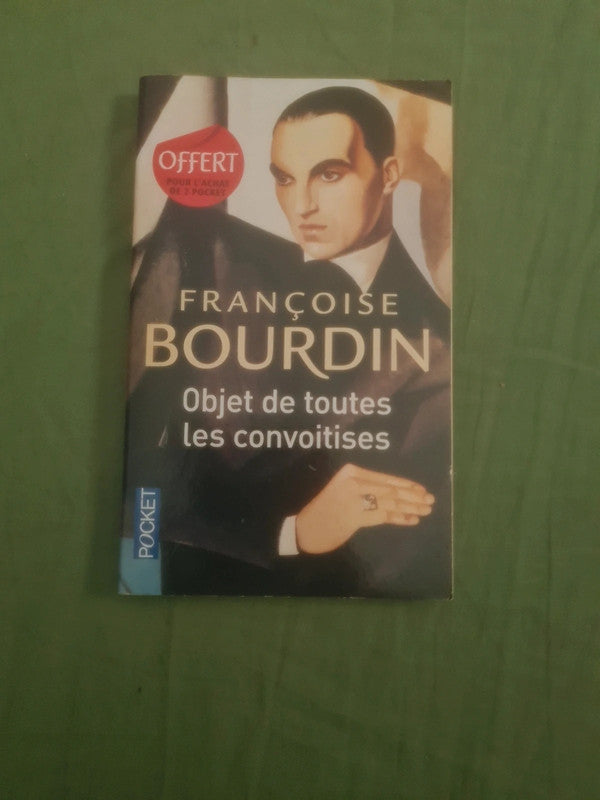 OFFERT
POUR L'ACHAT
DE 2 POCKET
FRANÇOISE
BOURDIN
Objet de toutes
les convoitises
POCKET